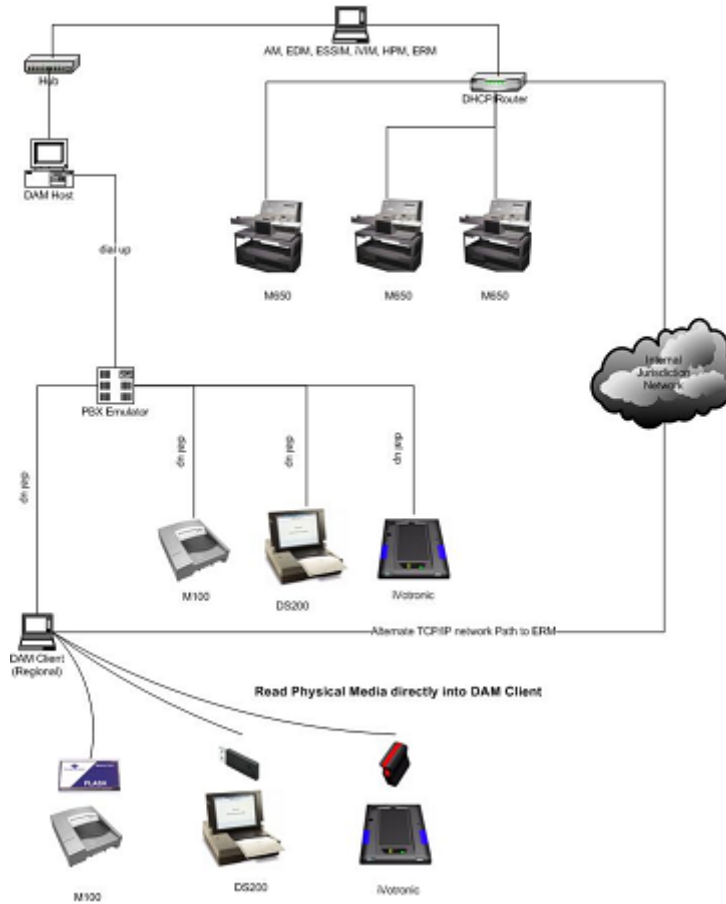 AM, EDM, ESSIM, iVIM, HPM, ERM
Hub
DHCP/Router
DAM Host
dial up
M650
M650
M650
Internal
Jurisdiction
Network
PBX Emulator
dial up
dial up
dial up
dial up
M100
DS200
iVotronic
DAM Client
(Regional)
Alternate TCP/IP network Path to ERM
Read Physical Media directly into DAM Client
FLASH
M100
DS200
iVotronic